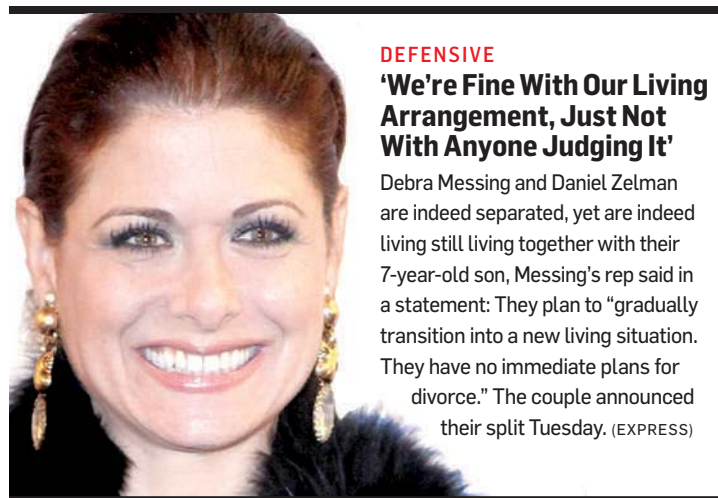 DEFENSIVE
‘We’re Fine With Our Living
Arrangement, Just Not
With Anyone Judging It’
Debra Messing and Daniel Zelman
are indeed separated, yet are indeed
living still living together with their
7-year-old son, Messing’s rep said in
a statement: They plan to “gradually
transition into a new living situation.
They have no immediate plans for
divorce.” The couple announced
their split Tuesday. (EXPRESS)